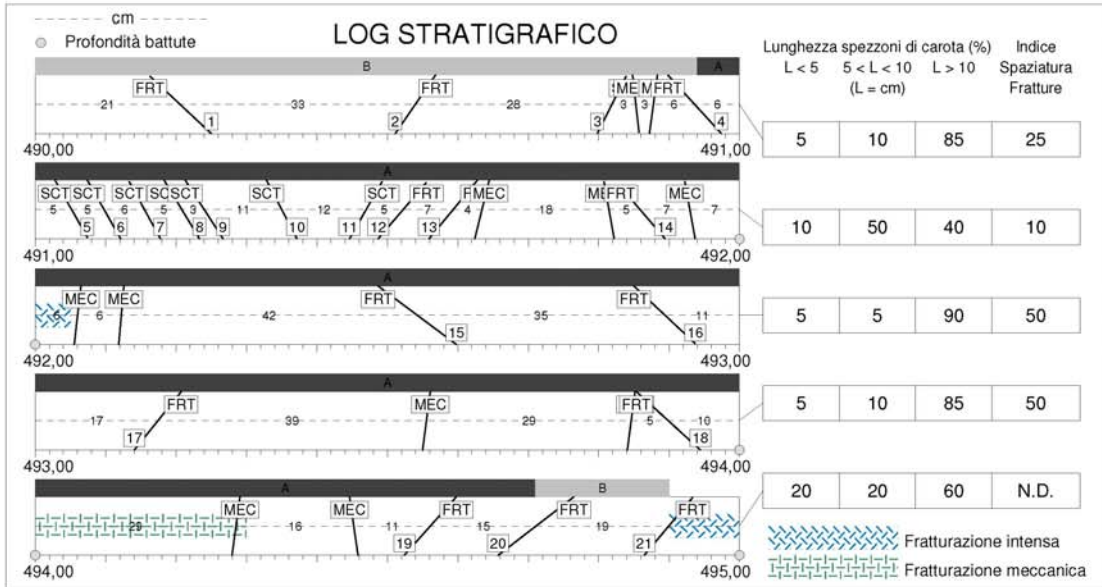 cm
Profondità battute
LOG STRATIGRAFICO
Lunghezza spezzoni di carota (%)
L < 5 5 < L < 10 L > 10
(L = cm)
Indice
Spaziatura
Fratture
B A
FRT FRT ME FRT
21 33 28 3 3 6 6
1 2 3 4
490,00 491,00
5 10 85 25
A
SCT SCT SCT SCT SCT SCT FRT MEC FRT MEC
5 5 6 5 3 11 12 5 7 4 18 5 7 7
5 6 7 8 9 10 11 12 13 14
491,00 492,00
10 50 40 10
A
MEC MEC FRT FRT
6 6 42 35 11
15 16
492,00 493,00
5 5 90 50
A
FRT MEC FRT
17 39 29 5 10
17 18
493,00 494,00
5 10 85 50
A B
MEC MEC FRT FRT FRT
29 16 11 15 19
19 20 21
494,00 495,00
20 20 60 N.D.
Fratturazione intensa
Fratturazione meccanica